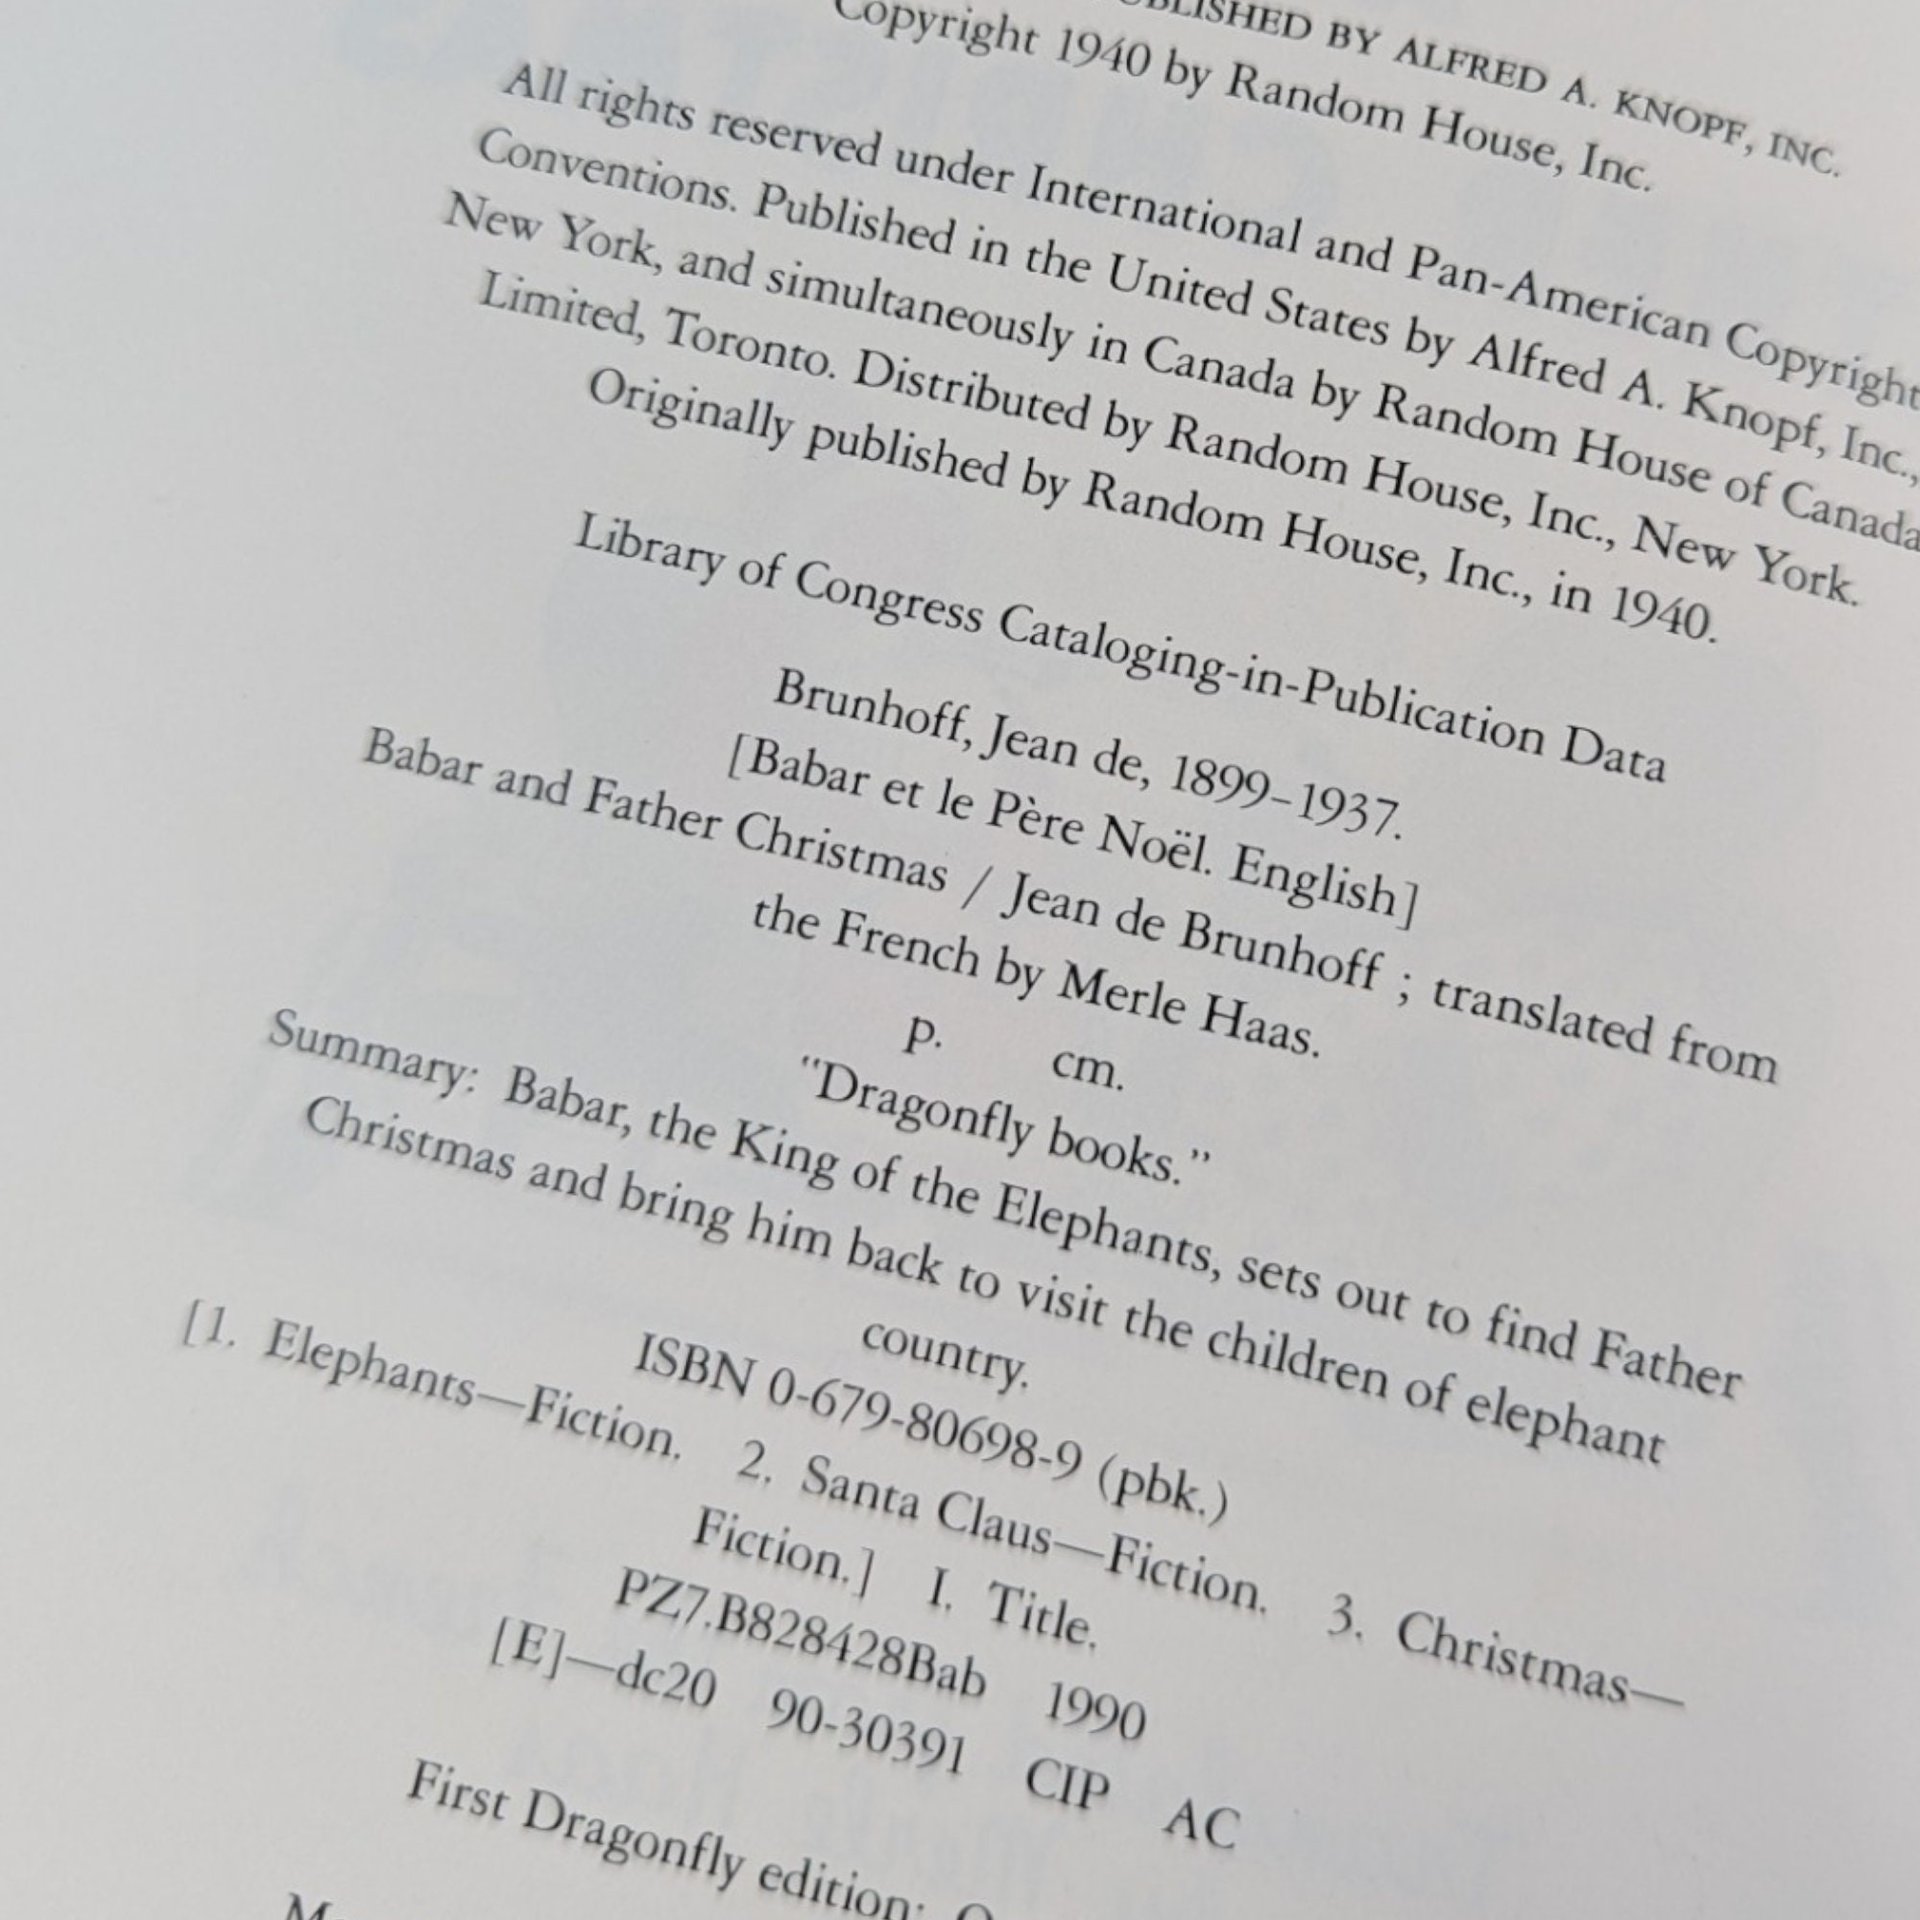 BY ALFRED A. KNOPF, INC.
Copyright 1940 by Random House, Inc.
All rights reserved under International and Pan-American Copyright
Conventions. Published in the United States by Alfred A. Knopf, Inc.,
New York, and simultaneously in Canada by Random House of Canada
Limited, Toronto. Distributed by Random House, Inc., New York.
Originally published by Random House, Inc., in 1940.
Library of Congress Cataloging-in-Publication Data
Brunhoff, Jean de, 1899–1937.
[Babar et le Père Noël. English]
Babar and Father Christmas / Jean de Brunhoff ; translated from
the French by Merle Haas.
p. cm.
"Dragonfly books."
Summary: Babar, the King of the Elephants, sets out to find Father
Christmas and bring him back to visit the children of elephant
country.
ISBN 0-679-80698-9 (pbk.)
[1. Elephants—Fiction. 2. Santa Claus—Fiction. 3. Christmas—
Fiction.] I. Title.
PZ7.B828428Bab 1990
[E]—dc20 90-30391 CIP AC
First Dragonfly edition: